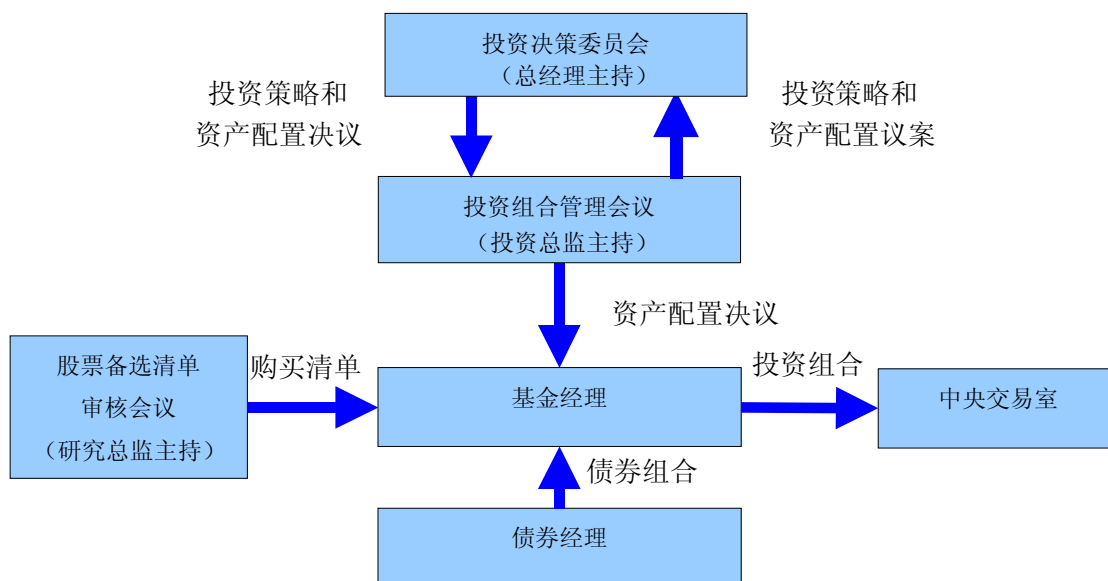 投资决策委员会
（总经理主持）
投资策略和
资产配置决议
投资策略和
资产配置议案
投资组合管理会议
（投资总监主持）
资产配置决议
股票备选清单
审核会议
（研究总监主持）
购买清单
基金经理
投资组合
中央交易室
债券组合
债券经理